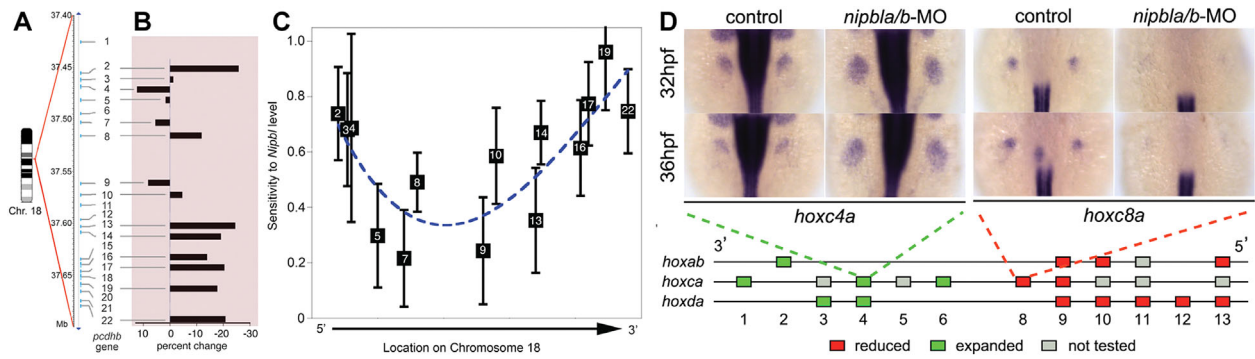 A
37.40
37.45
37.50
37.55
37.60
37.65
Mb
Chr. 18
1
2
3
4
5
6
7
8
9
10
11
12
13
14
15
16
17
18
19
20
21
22
pcdhb
gene
B
10 0 -10 -20 -30
percent change
C
Sensitivity to Nipbl level
1.0
0.8
0.6
0.4
0.2
0
2
3
4
5
7
8
9
10
13
14
16
17
19
22
5' 3'
Location on Chromosome 18
D
control nipbla/b-MO control nipbla/b-MO
32hpf
36hpf
hoxc4a hoxc8a
3' 5'
hoxab
hoxca
hoxda
1 2 3 4 5 6 8 9 10 11 12 13
reduced expanded not tested